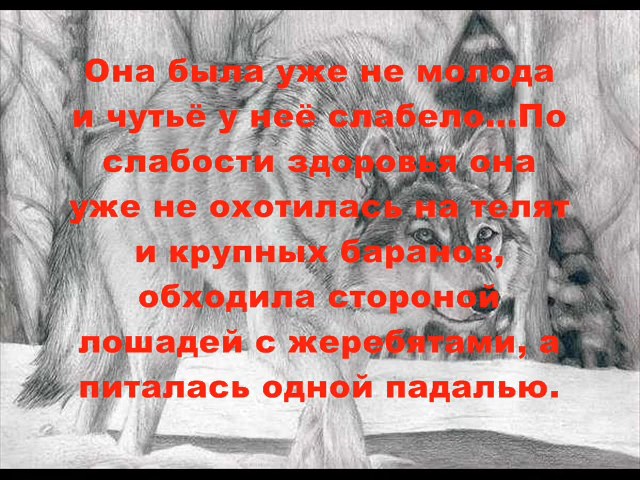 Она была уже не молода
и чутьё у неё слабело...По
слабости здоровья она
уже не охотилась на телят
и крупных баранов,
обходила стороной
лошадей с жеребятами, а
питалась одной падалью.